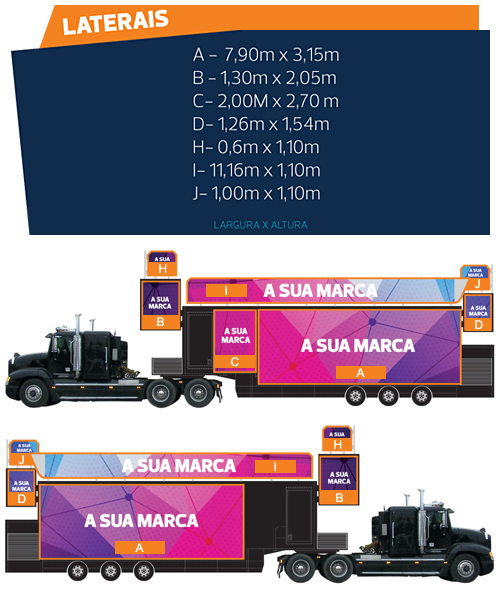 LATERAIS
A - 7,90m x 3,15m
B – 1,30m x 2,05m
C– 2,00M x 2,70 m
D– 1,26m x 1,54m
H– 0,6m x 1,10m
I– 11,16m x 1,10m
J– 1,00m x 1,10m
LARGURA X ALTURA
A SUA
H
I
A SUA MARCA
A SUA
MARCA
J
A SUA
MARCA
B
A SUA
MARCA
C
A SUA MARCA
A
A SUA
MARCA
D
A SUA
MARCA
J
A SUA MARCA
I
A SUA
H
A SUA
MARCA
D
A SUA MARCA
A
A SUA
MARCA
B